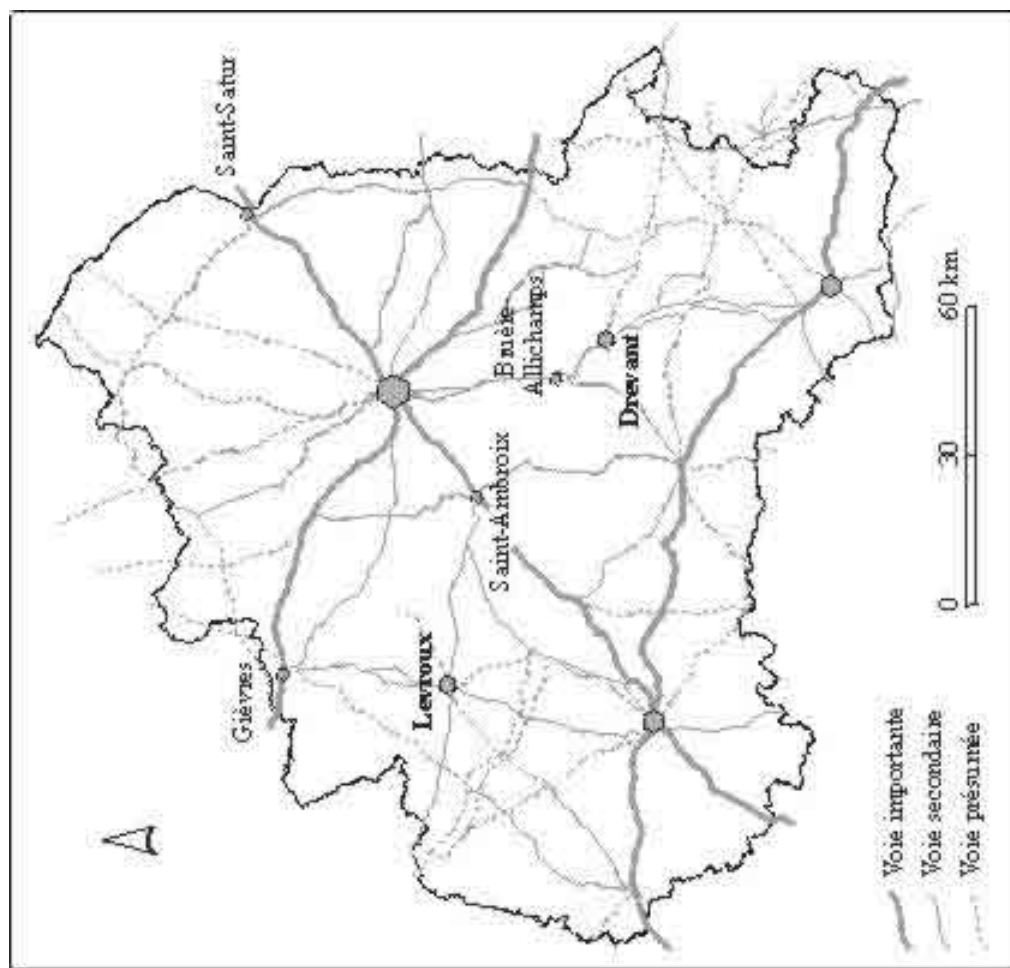 Saint-Satur
Gièvres
Bruère-
Allichamps
Saint-Ambroix
Levroux
Drevant
0 30 60 km
Voie importante
Voie secondaire
Voie présumée